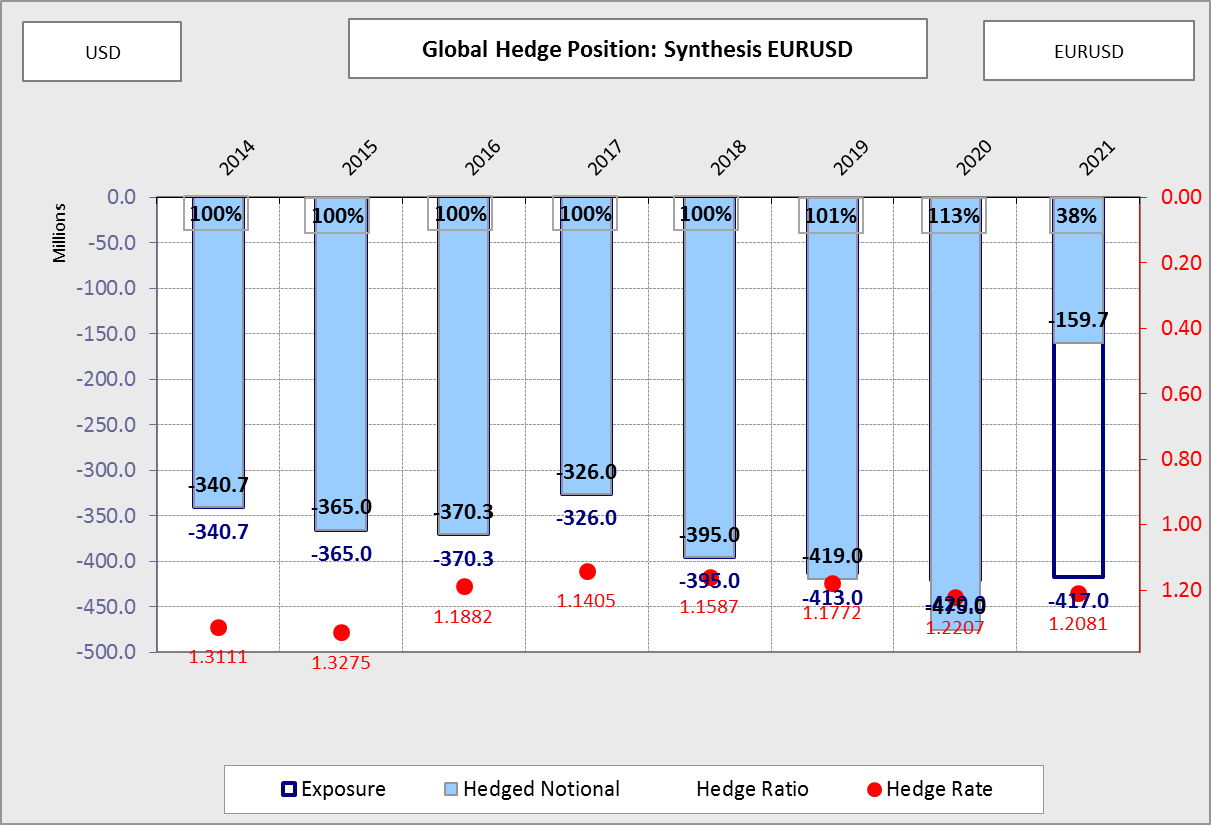 USD
Global Hedge Position: Synthesis EURUSD
EURUSD
2014 2015 2016 2017 2018 2019 2020 2021
Millions
0.0
-50.0
-100.0
-150.0
-200.0
-250.0
-300.0
-350.0
-400.0
-450.0
-500.0
100% 100% 100% 100% 100% 101% 113% 38%
-340.7 -365.0 -370.3 -326.0 -395.0 -419.0 -475.0 -159.7
-340.7 -365.0 -370.3 -326.0 -395.0 -413.0 -417.0
1.3111 1.3275 1.1882 1.1405 1.1587 1.1772 1.2207 1.2081
0.00
0.20
0.40
0.60
0.80
1.00
1.20
Exposure Hedged Notional Hedge Ratio Hedge Rate